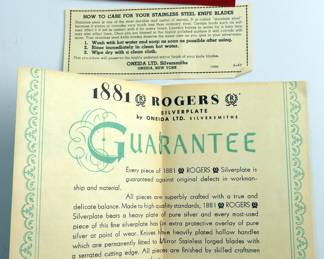 HOW TO CARE FOR YOUR STAINLESS STEEL KNIFE BLADES
1. Wash with hot water and soap as soon as possible after using.
2. Rinse immediately in clean hot water.
3. Wipe dry with a clean cloth.
ONEIDA LTD. Silversmiths
ONEIDA, NEW YORK
1881 ROGERS
SILVERPLATE
by ONEIDA LTD. SILVERSMITHS
GUARANTEE
Every piece of 1881 ROGERS Silverplate is
guaranteed against original defects in workman-
ship and material.
All pieces are superbly crafted with a true and
delicate balance. Made to high quality standards, 1881 ROGERS
Silverplate bears a heavy plate of pure silver and every most-used
piece of this fine silverplate has an extra protective overlay of pure
silver at point of wear. Knives have heavily plated hollow handles
which are permanently fitted to Mirror Stainless forged blades with
a serrated cutting edge. All pieces are finished by skilled craftsmen